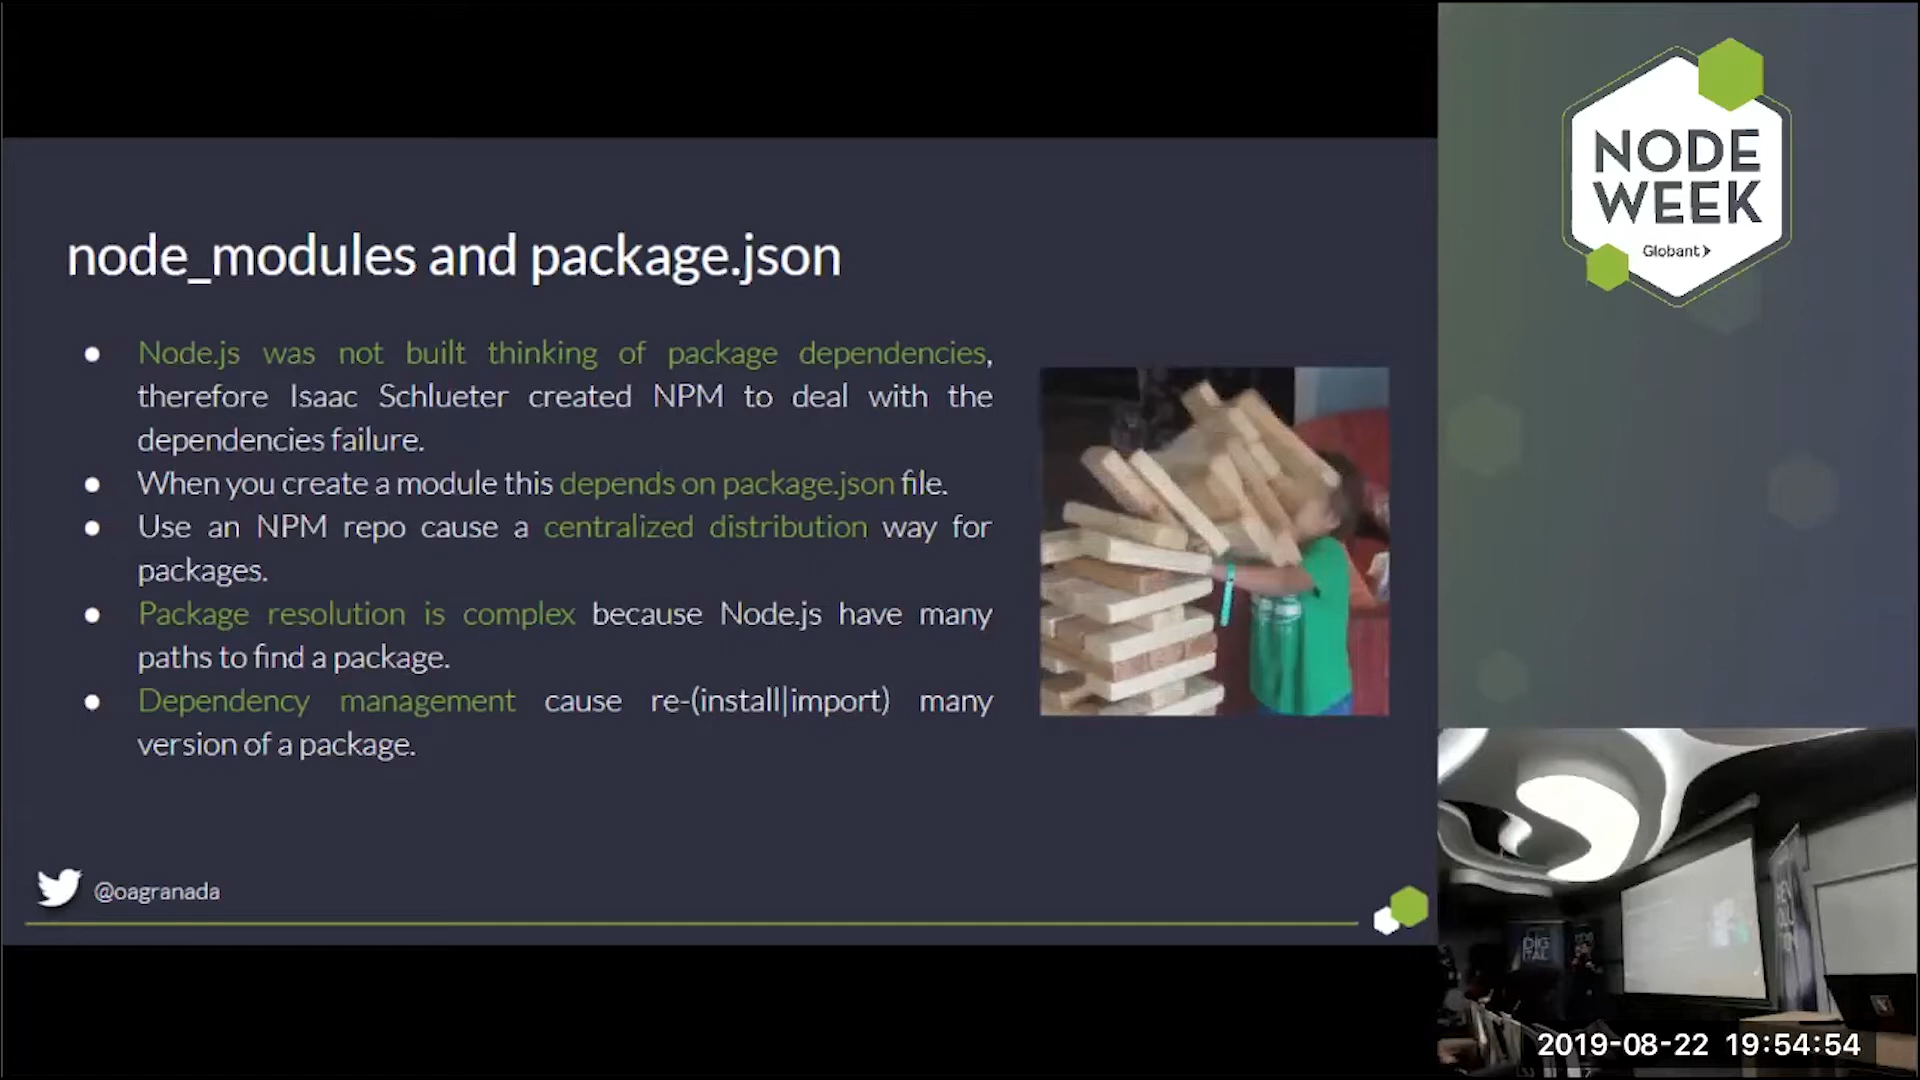 node_modules and package.json
Node.js was not built thinking of package dependencies,
therefore Isaac Schlueter created NPM to deal with the
dependencies failure.
When you create a module this depends on package.json file.
Use an NPM repo cause a centralized distribution way for
packages.
Package resolution is complex because Node.js have many
paths to find a package.
Dependency management cause re-(install|import) many
version of a package.
@oagranada
NODE
WEEK
Globant
DIG
ITAL
2019-08-22 19:54:54